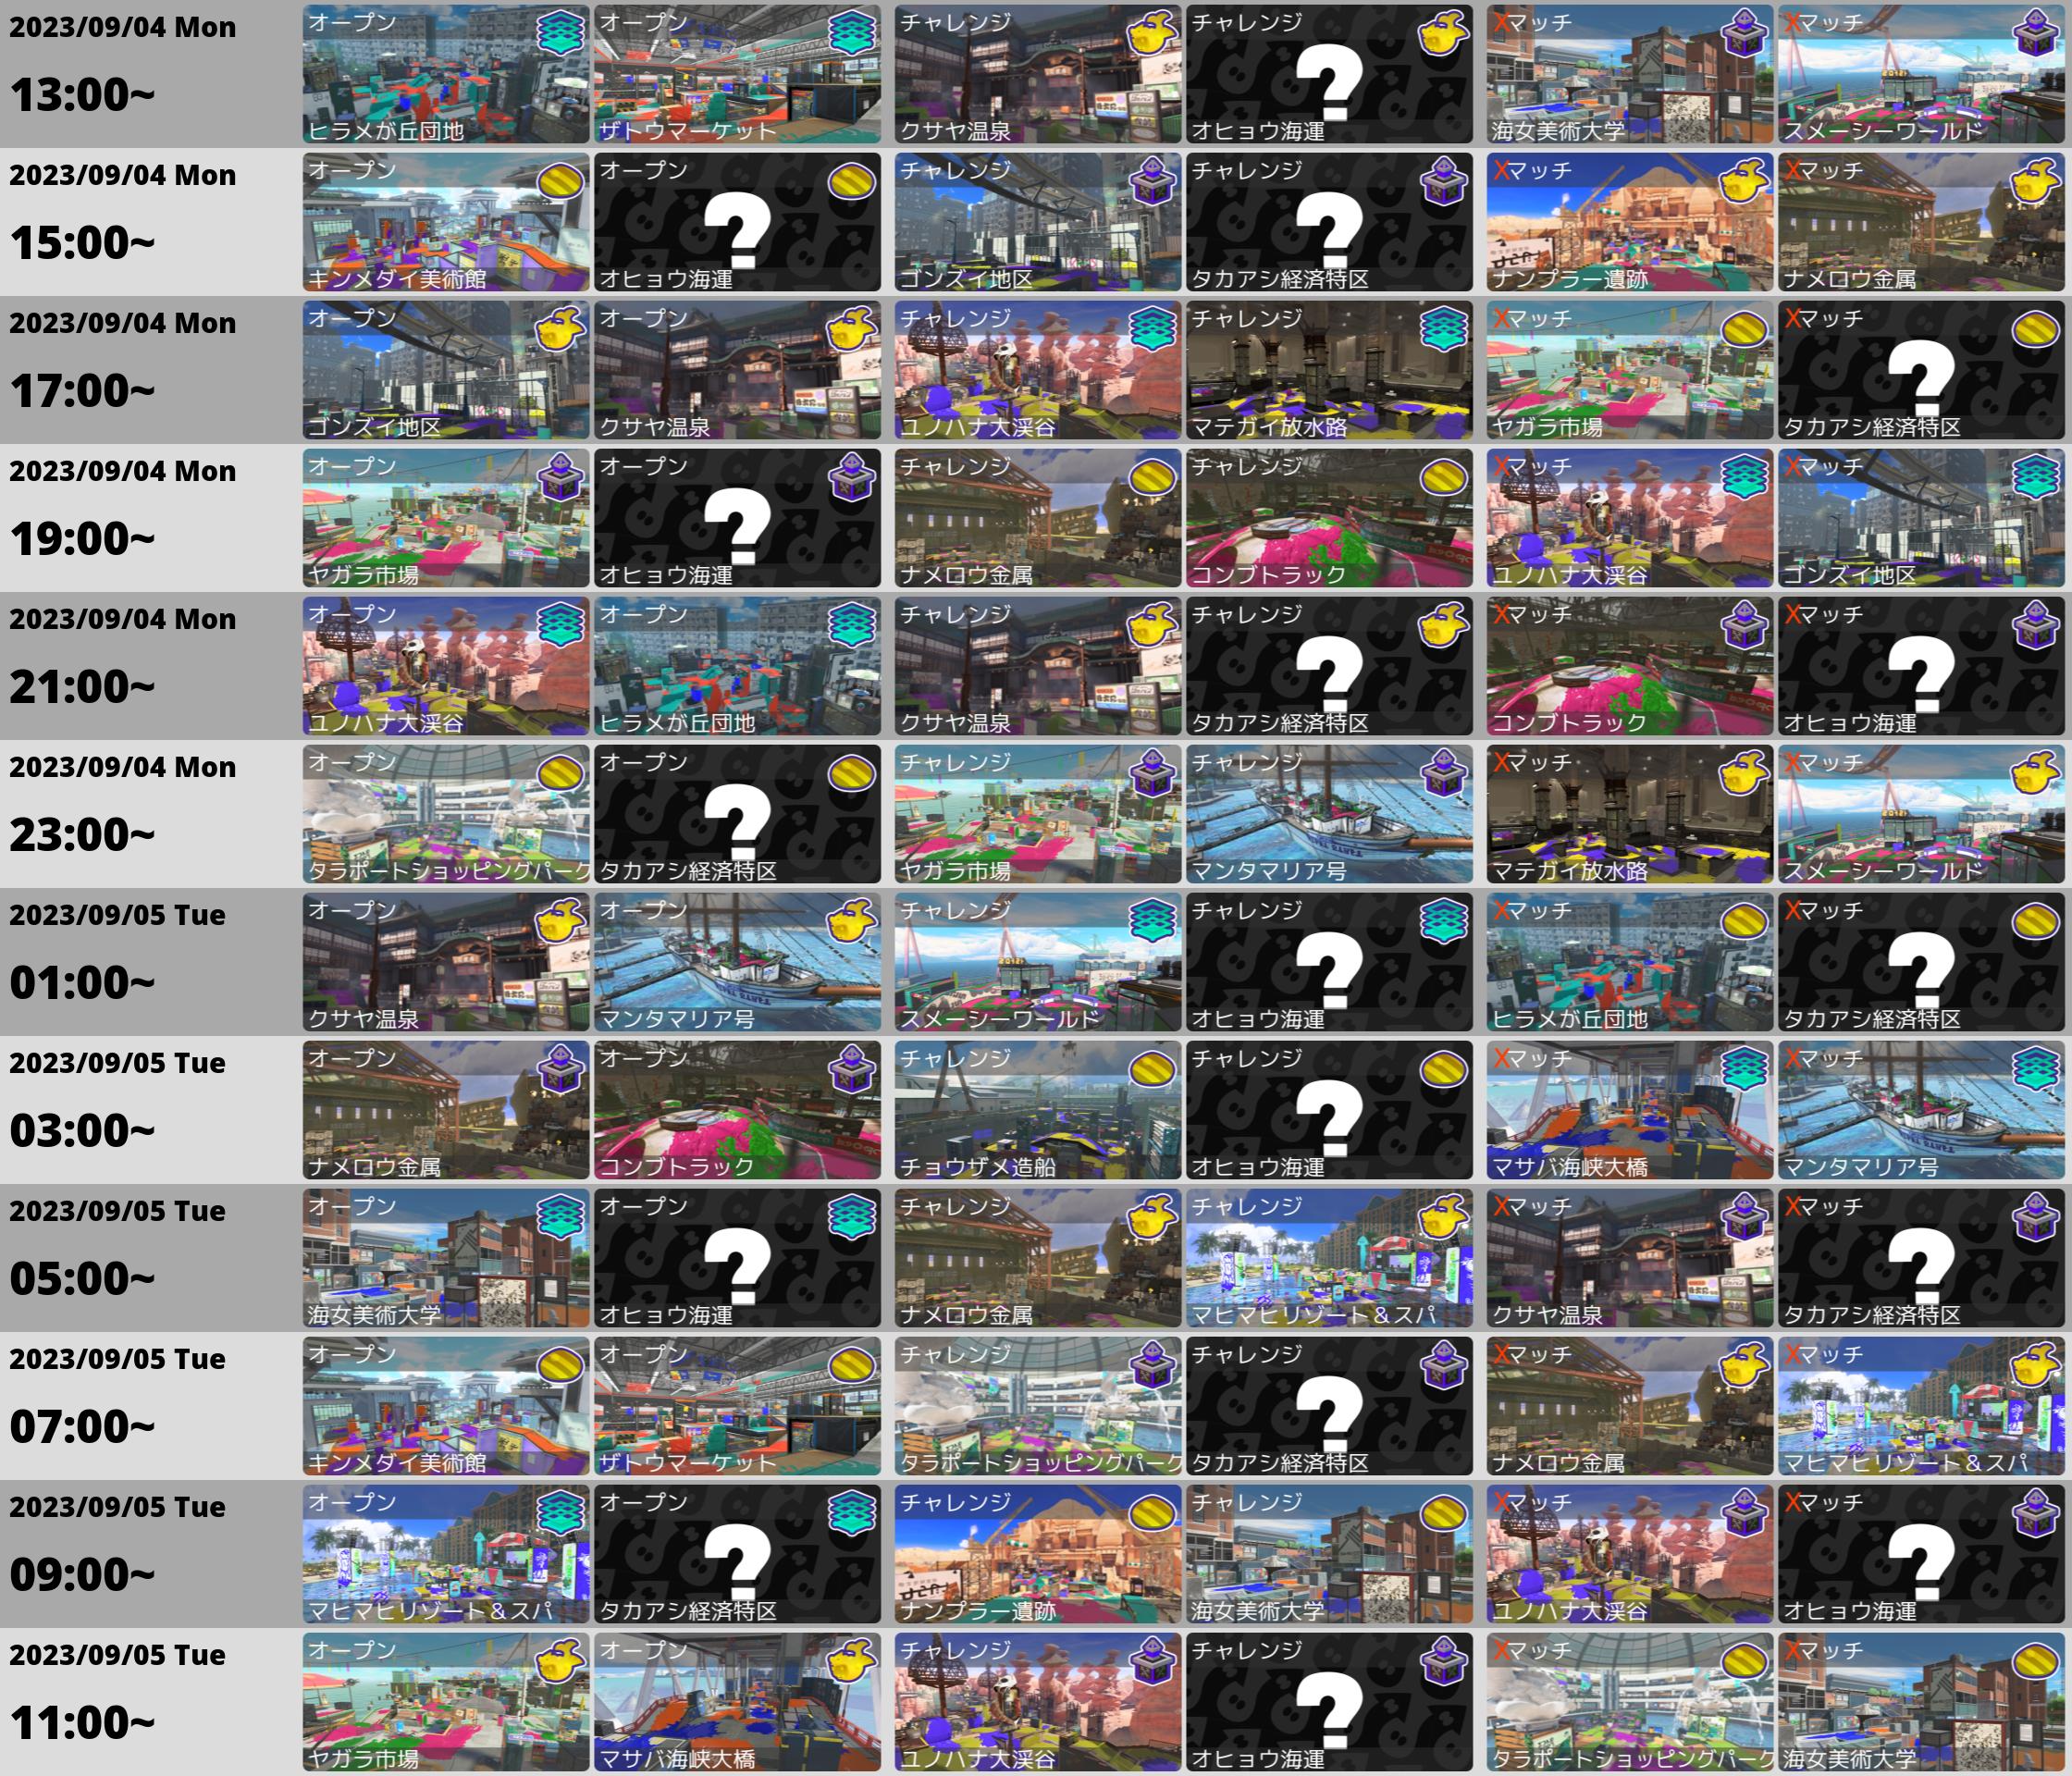 2023/09/04 Mon
13:00~
オープン オープン チャレンジ チャレンジ Xマッチ Xマッチ
ヒラメが丘団地 ザトウマーケット クサヤ温泉 オヒョウ海運 海女美術大学 スメーシーワールド
2023/09/04 Mon
15:00~
オープン オープン チャレンジ チャレンジ Xマッチ Xマッチ
キンメダイ美術館 オヒョウ海運 ゴンズイ地区 タカアシ経済特区 ナンプラー遺跡 ナメロウ金属
2023/09/04 Mon
17:00~
オープン オープン チャレンジ チャレンジ Xマッチ Xマッチ
ゴンズイ地区 クサヤ温泉 ユノハナ大渓谷 マテガイ放水路 ヤガラ市場 タカアシ経済特区
2023/09/04 Mon
19:00~
オープン オープン チャレンジ チャレンジ Xマッチ Xマッチ
ヤガラ市場 オヒョウ海運 ナメロウ金属 コンブトラック ユノハナ大渓谷 ゴンズイ地区
2023/09/04 Mon
21:00~
オープン オープン チャレンジ チャレンジ Xマッチ Xマッチ
ユノハナ大渓谷 ヒラメが丘団地 クサヤ温泉 タカアシ経済特区 コンブトラック オヒョウ海運
2023/09/04 Mon
23:00~
オープン オープン チャレンジ チャレンジ Xマッチ Xマッチ
タラポートショッピングパーク タカアシ経済特区 ヤガラ市場 マンタマリア号 マテガイ放水路 スメーシーワールド
2023/09/05 Tue
01:00~
オープン オープン チャレンジ チャレンジ Xマッチ Xマッチ
クサヤ温泉 マンタマリア号 スメーシーワールド オヒョウ海運 ヒラメが丘団地 タカアシ経済特区
2023/09/05 Tue
03:00~
オープン オープン チャレンジ チャレンジ Xマッチ Xマッチ
ナメロウ金属 コンブトラック チョウザメ造船 オヒョウ海運 マサバ海峡大橋 マンタマリア号
2023/09/05 Tue
05:00~
オープン オープン チャレンジ チャレンジ Xマッチ Xマッチ
海女美術大学 オヒョウ海運 ナメロウ金属 マヒマヒリゾート＆スパ クサヤ温泉 タカアシ経済特区
2023/09/05 Tue
07:00~
オープン オープン チャレンジ チャレンジ Xマッチ Xマッチ
キンメダイ美術館 ザトウマーケット タラポートショッピングパーク タカアシ経済特区 ナメロウ金属 マヒマヒリゾート＆スパ
2023/09/05 Tue
09:00~
オープン オープン チャレンジ チャレンジ Xマッチ Xマッチ
マヒマヒリゾート＆スパ タカアシ経済特区 ナンプラー遺跡 海女美術大学 ユノハナ大渓谷 オヒョウ海運
2023/09/05 Tue
11:00~
オープン オープン チャレンジ チャレンジ Xマッチ Xマッチ
ヤガラ市場 マサバ海峡大橋 ユノハナ大渓谷 オヒョウ海運 タラポートショッピングパーク 海女美術大学